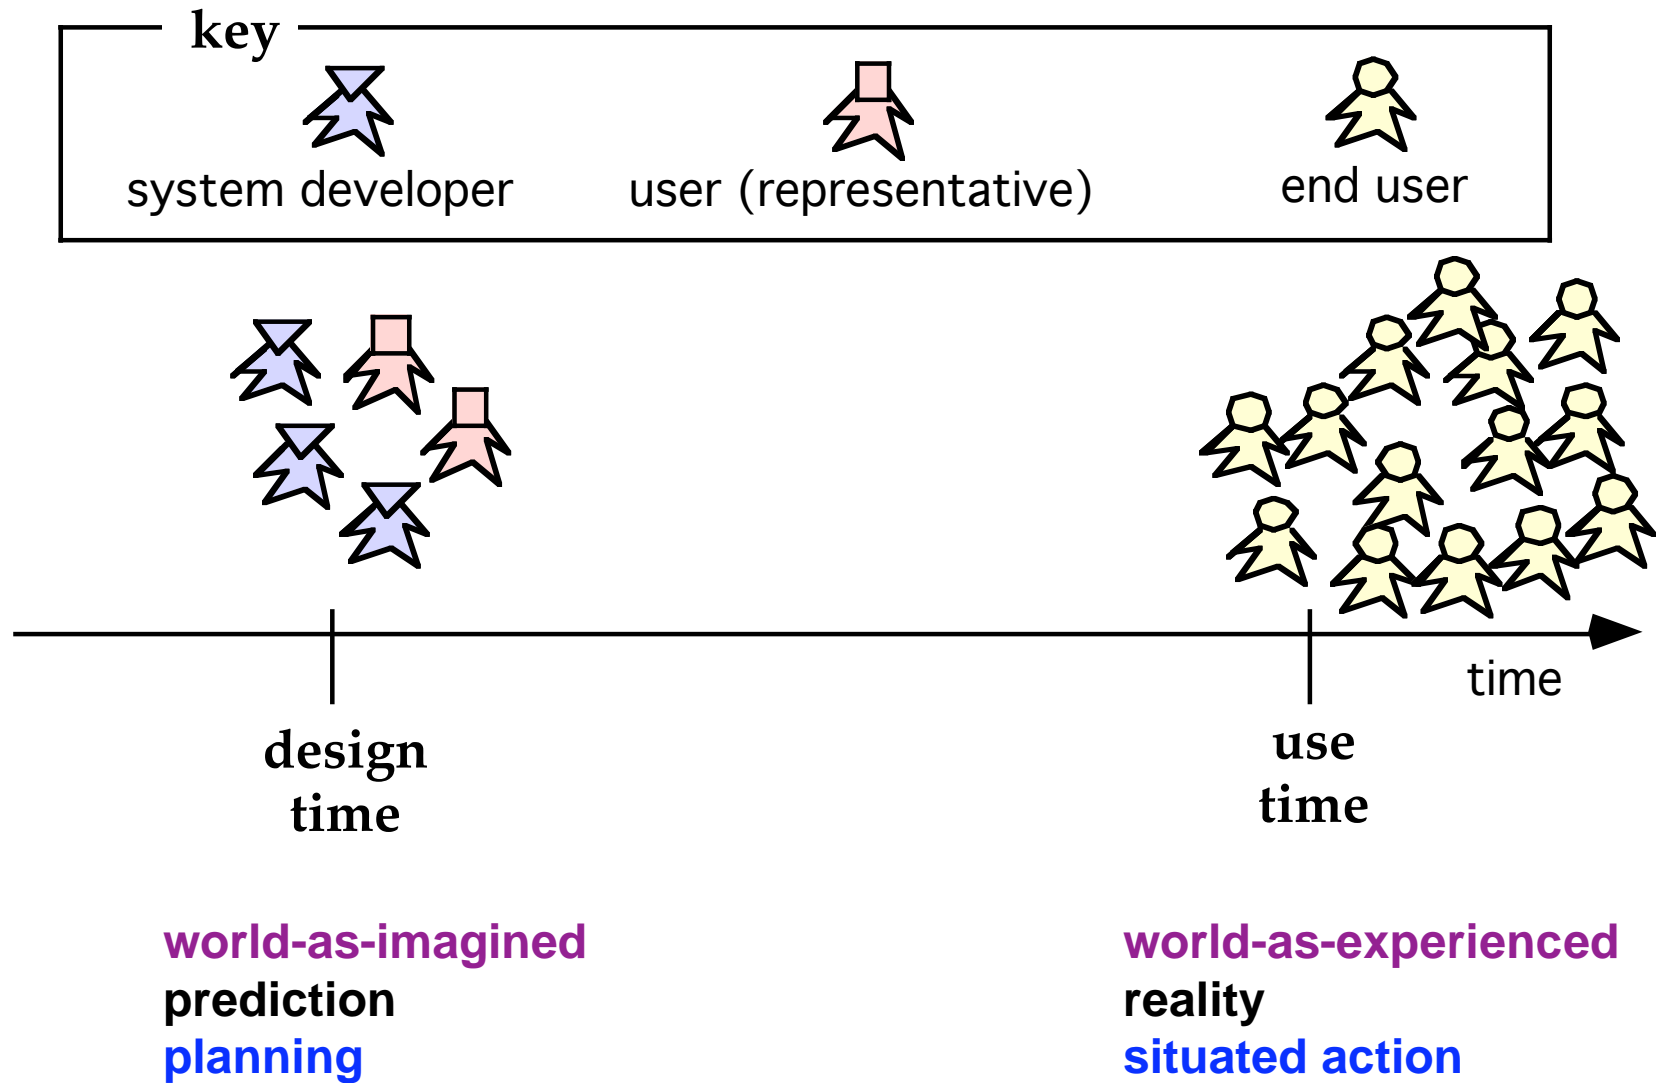 key
system developer
user (representative)
end user
time
design
time
use
time
world-as-imagined
prediction
planning
world-as-experienced
reality
situated action